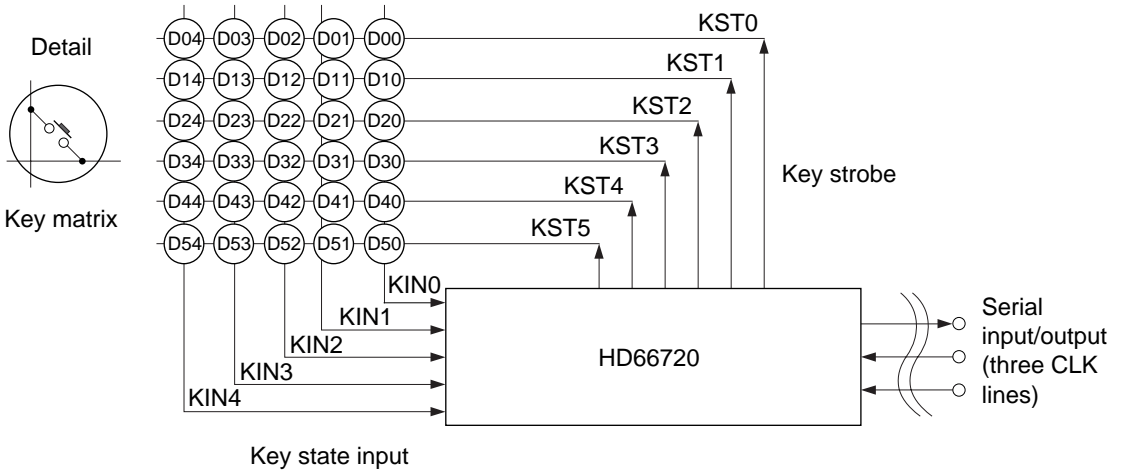 Detail
Key matrix
D04 D03 D02 D01 D00 KST0
D14 D13 D12 D11 D10 KST1
D24 D23 D22 D21 D20 KST2
D34 D33 D32 D31 D30 KST3
D44 D43 D42 D41 D40 KST4
D54 D53 D52 D51 D50 KST5
Key strobe
KIN0
KIN1
KIN2
KIN3
KIN4
HD66720
Serial
input/output
(three CLK
lines)
Key state input